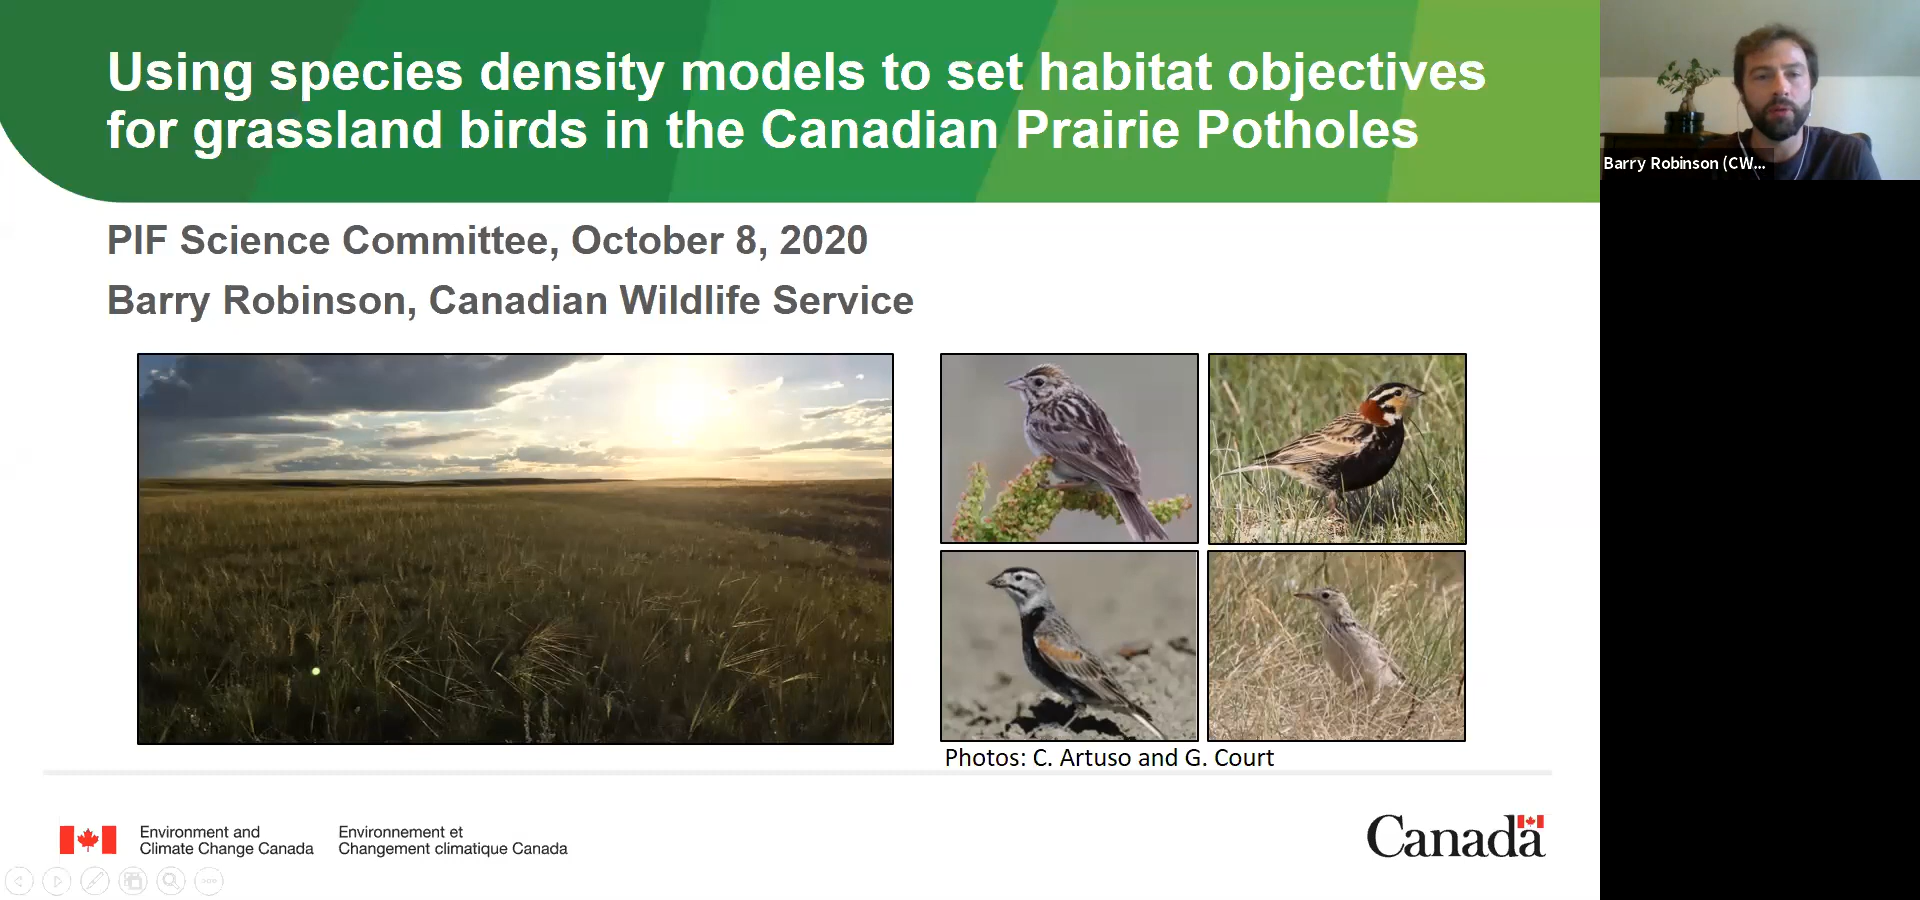 Using species density models to set habitat objectives
for grassland birds in the Canadian Prairie Potholes
Barry Robinson (CW...
PIF Science Committee, October 8, 2020
Barry Robinson, Canadian Wildlife Service
Photos: C. Artuso and G. Court
Environment and
Climate Change Canada
Environnement et
Changement climatique Canada
Canada